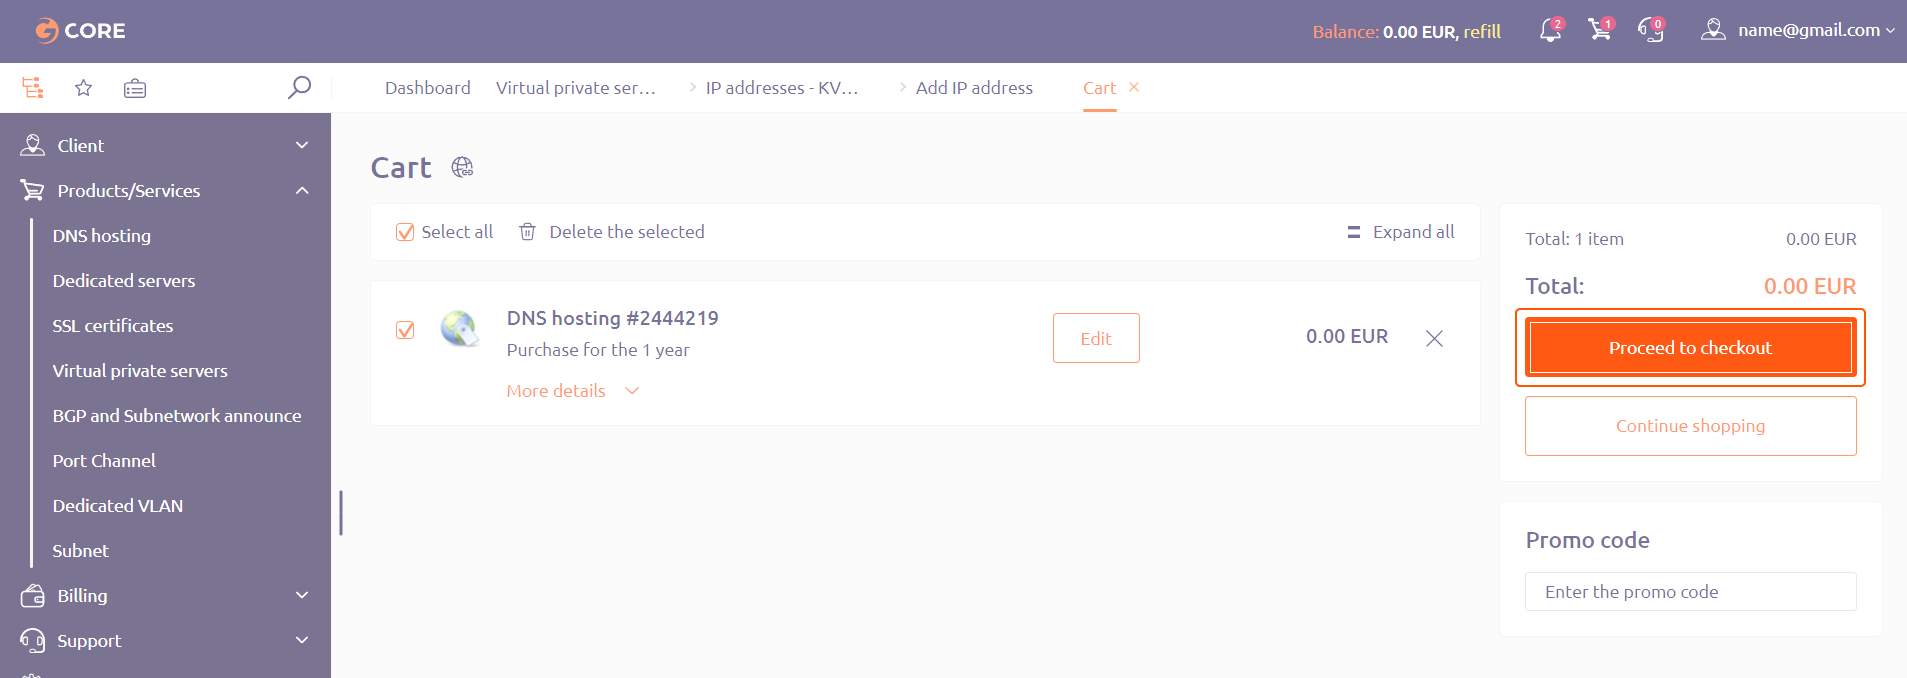 CORE
Balance: 0.00 EUR, refill
2
1
0
name@gmail.com
Dashboard
Virtual private ser...
IP addresses - KV...
Add IP address
Cart
Client
Products/Services
DNS hosting
Dedicated servers
SSL certificates
Virtual private servers
BGP and Subnetwork announce
Port Channel
Dedicated VLAN
Subnet
Billing
Support
Cart
Select all
Delete the selected
Expand all
DNS hosting #2444219
Purchase for the 1 year
More details
Edit
0.00 EUR
Total: 1 item 0.00 EUR
Total: 0.00 EUR
Proceed to checkout
Continue shopping
Promo code
Enter the promo code